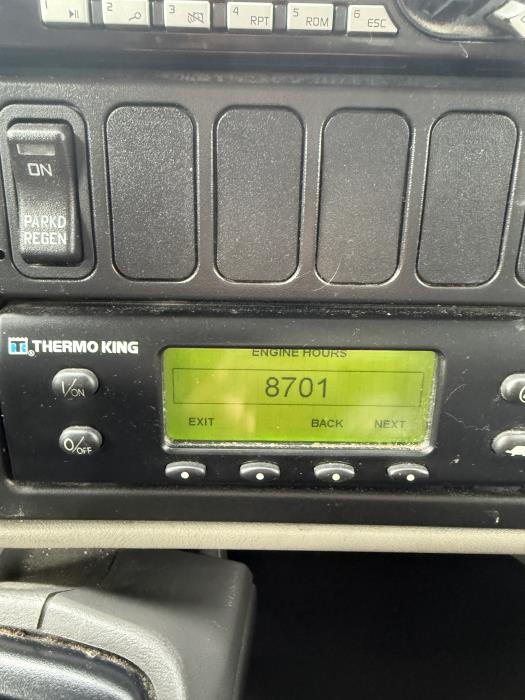 1 2 3 4 RPT 5 RDM 6 ESC
ON
PARKD
REGEN
THERMO KING
ENGINE HOURS
8701
EXIT BACK NEXT
I/ON
O/OFF